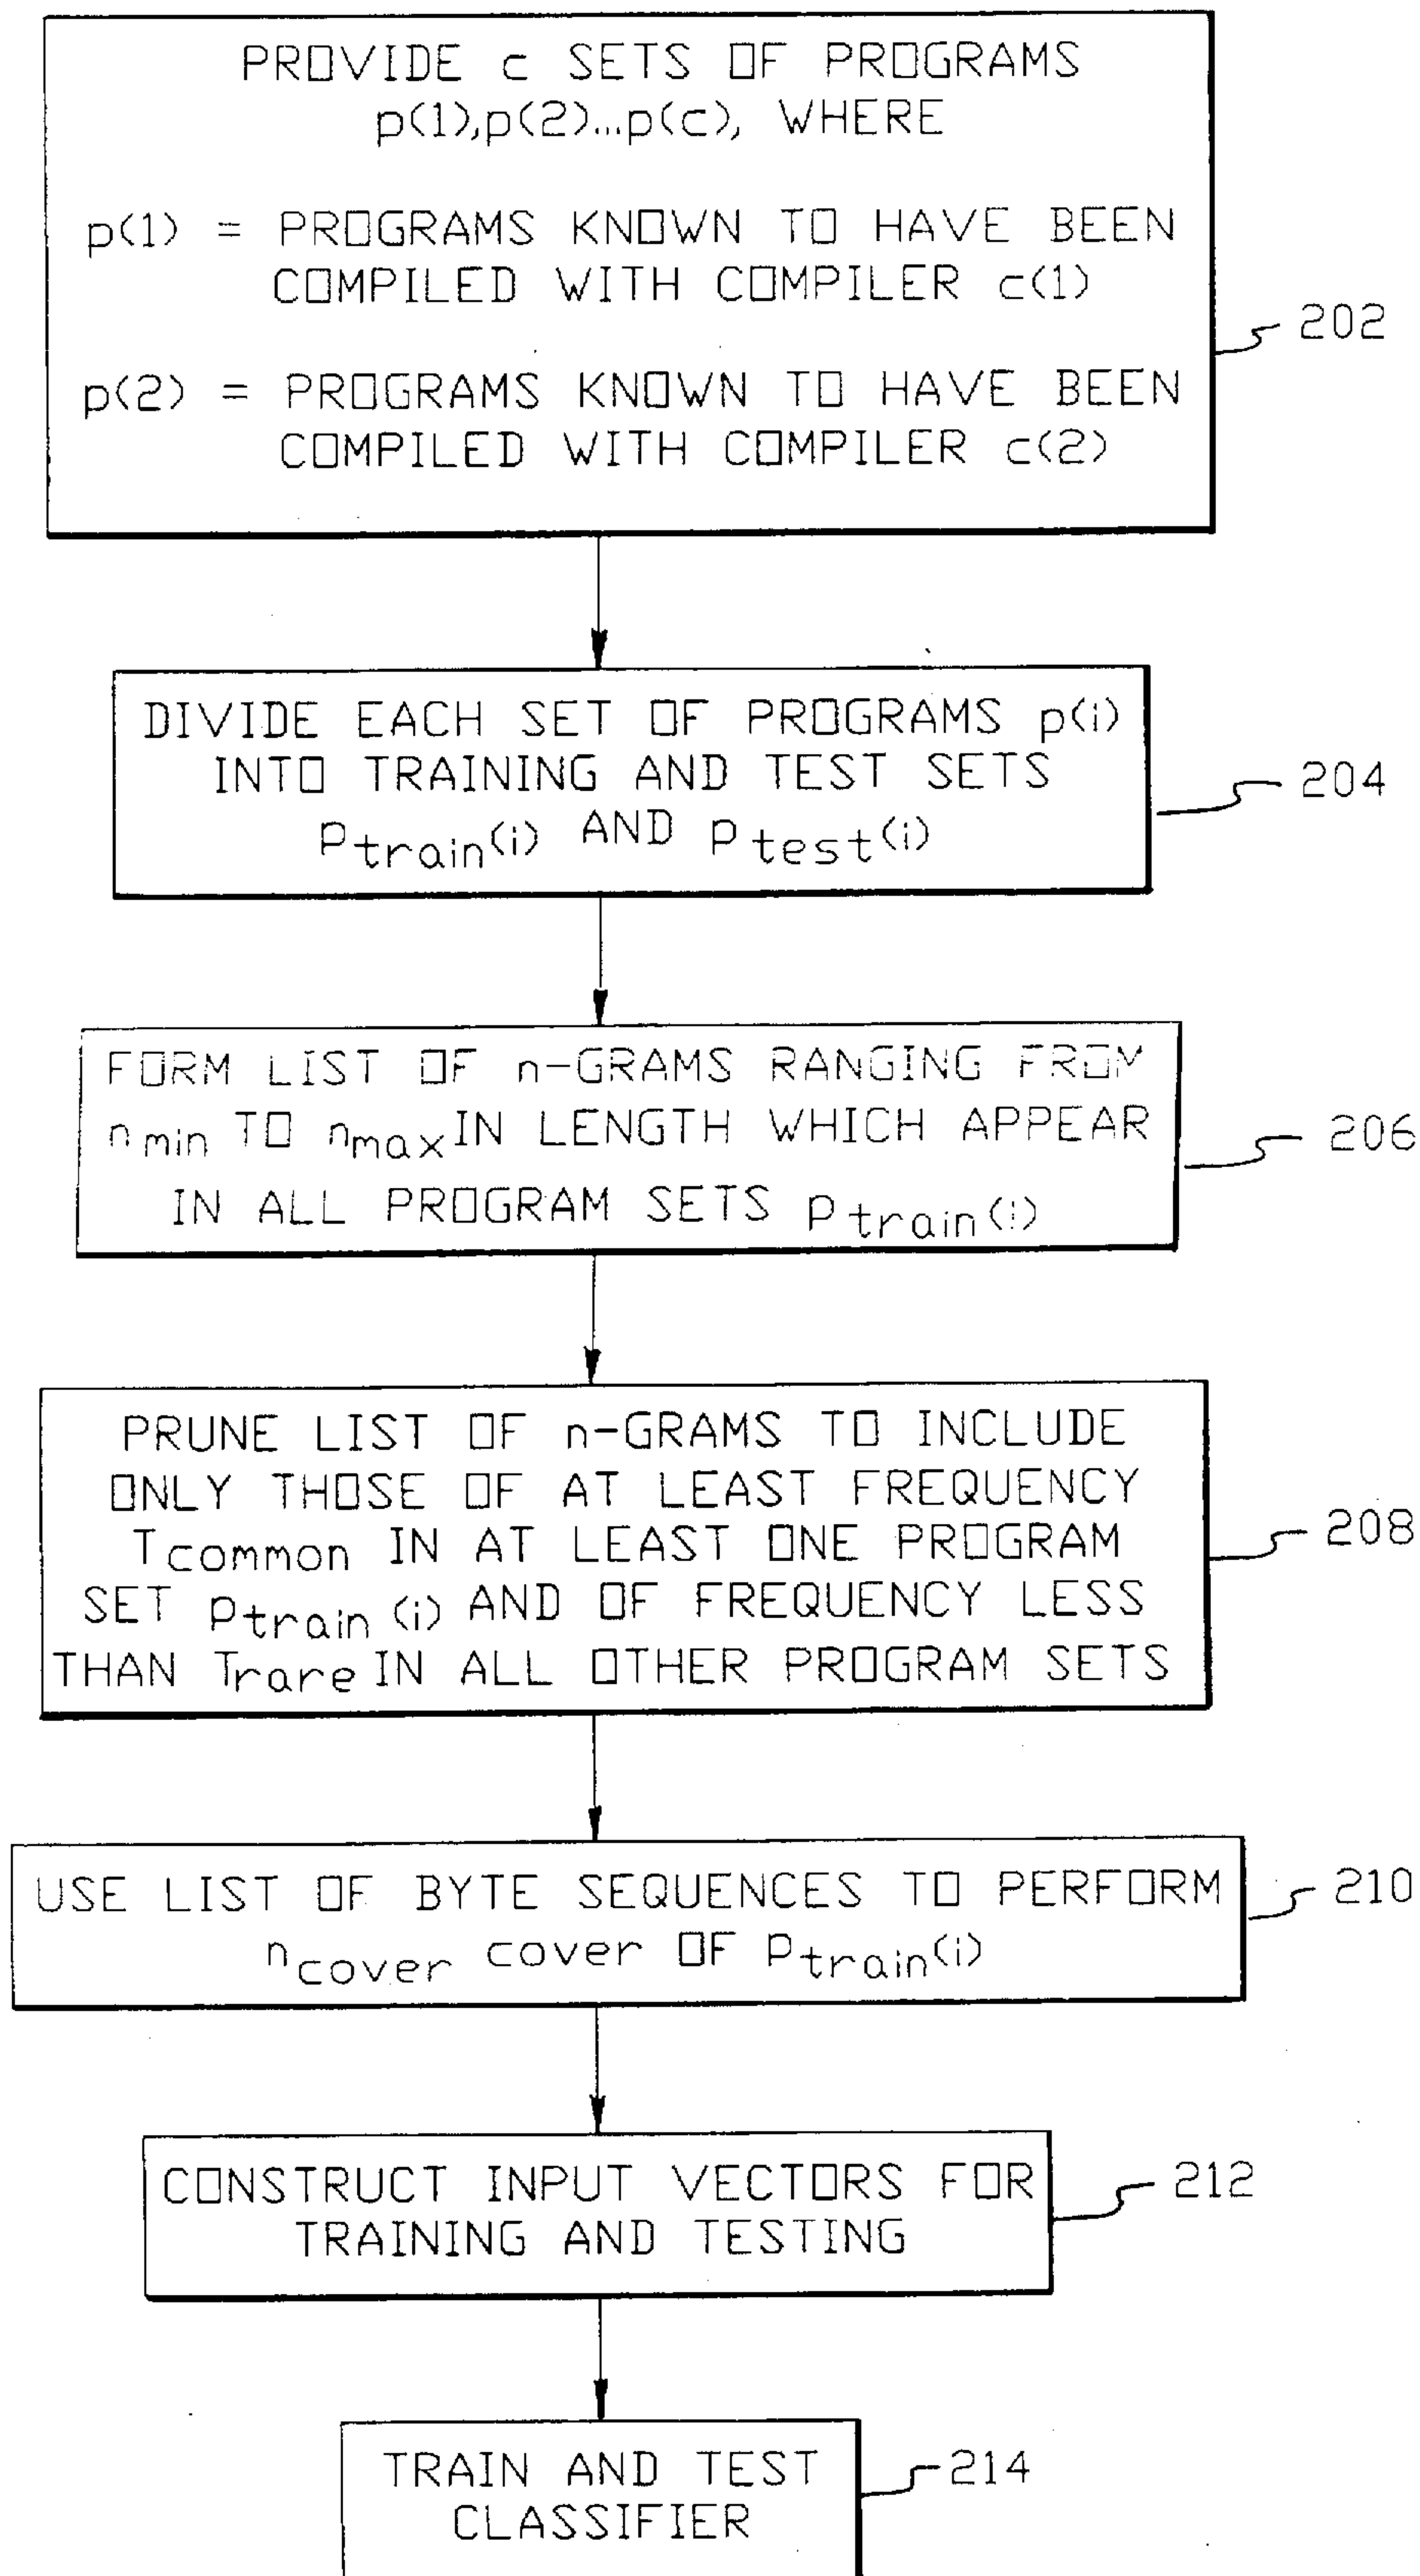 PROVIDE c SETS OF PROGRAMS
p(1),p(2)...p(c), WHERE
p(1) = PROGRAMS KNOWN TO HAVE BEEN
COMPILED WITH COMPILER c(1)
202
p(2) = PROGRAMS KNOWN TO HAVE BEEN
COMPILED WITH COMPILER c(2)
DIVIDE EACH SET OF PROGRAMS p(i)
INTO TRAINING AND TEST SETS
204
Ptrain(i) AND Ptest(i)
FORM LIST OF n-GRAMS RANGING FROM
nmin TO nmax IN LENGTH WHICH APPEAR
206
IN ALL PROGRAM SETS Ptrain(i)
PRUNE LIST OF n-GRAMS TO INCLUDE
ONLY THOSE OF AT LEAST FREQUENCY
208
Tcommon IN AT LEAST ONE PROGRAM
SET Ptrain(i) AND OF FREQUENCY LESS
THAN Trare IN ALL OTHER PROGRAM SETS
USE LIST OF BYTE SEQUENCES TO PERFORM
210
ncover cover OF Ptrain(i)
CONSTRUCT INPUT VECTORS FOR
212
TRAINING AND TESTING
TRAIN AND TEST
214
CLASSIFIER